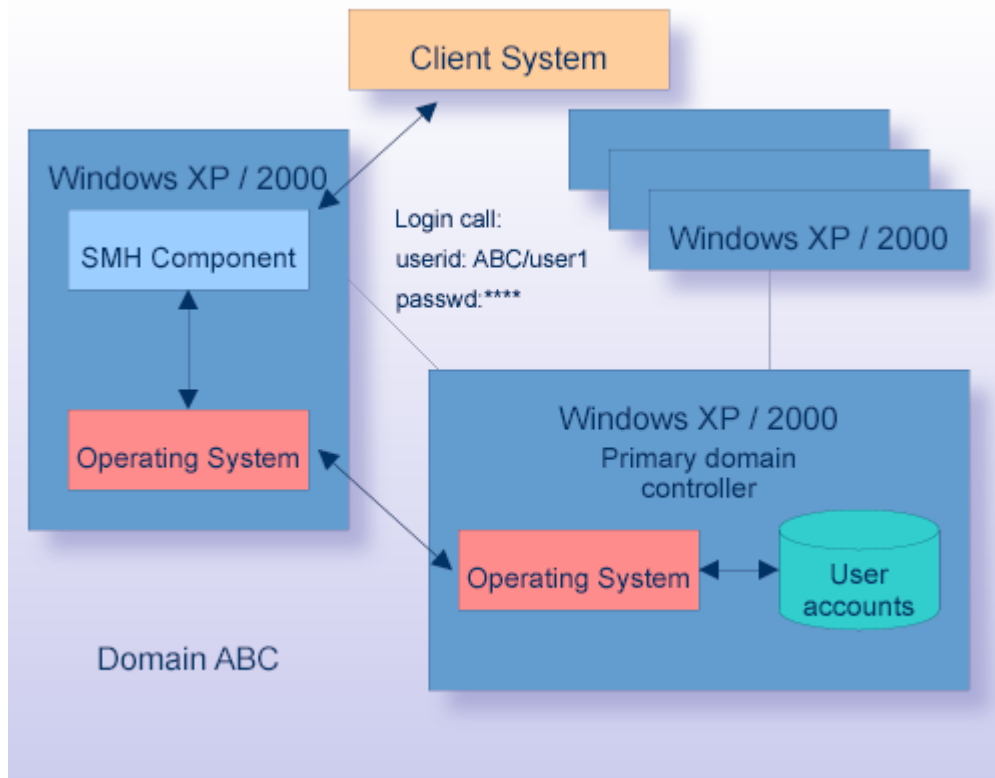 Client System
Windows XP / 2000
SMH Component
Operating System
Login call:
userid: ABC/user1
passwd:****
Windows XP / 2000
Windows XP / 2000
Primary domain
controller
Operating System
User
accounts
Domain ABC